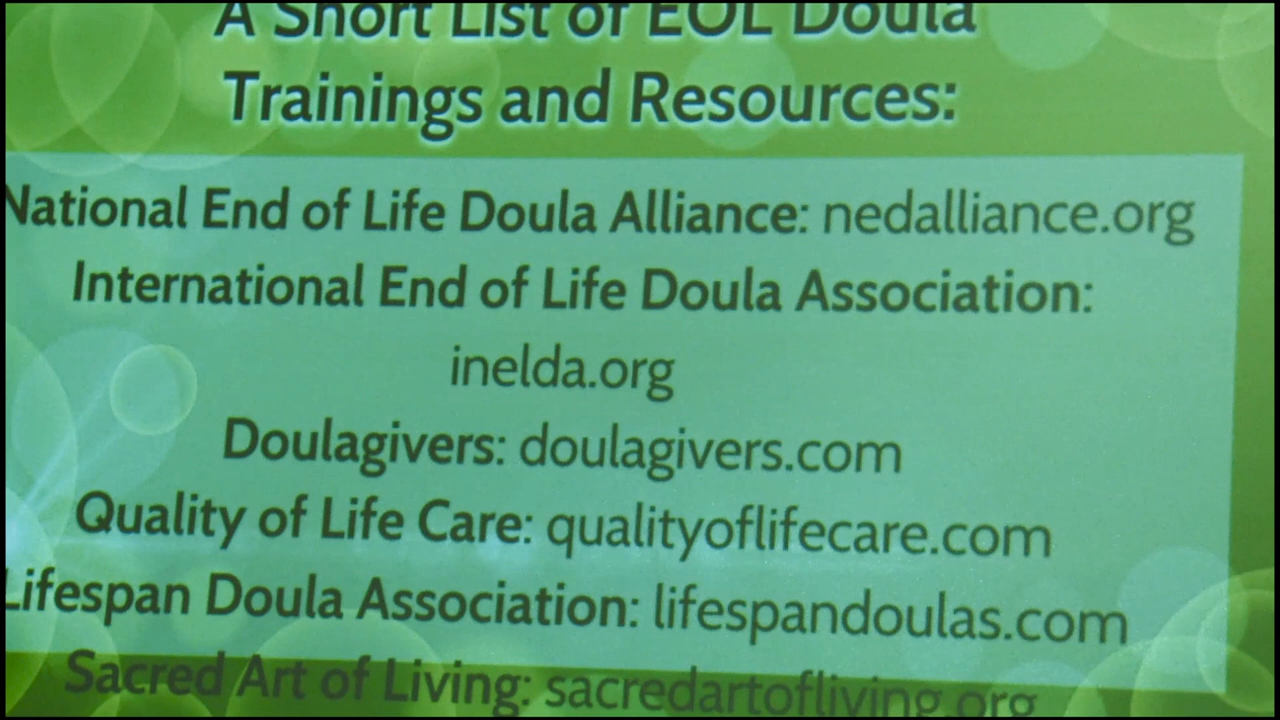 A Short List of EOL Doula
Trainings and Resources:
National End of Life Doula Alliance: nedalliance.org
International End of Life Doula Association:
inelda.org
Doulagivers: doulagivers.com
Quality of Life Care: qualityoflifecare.com
Lifespan Doula Association: lifespandoulas.com
Sacred Art of Living: sacredartofliving.org